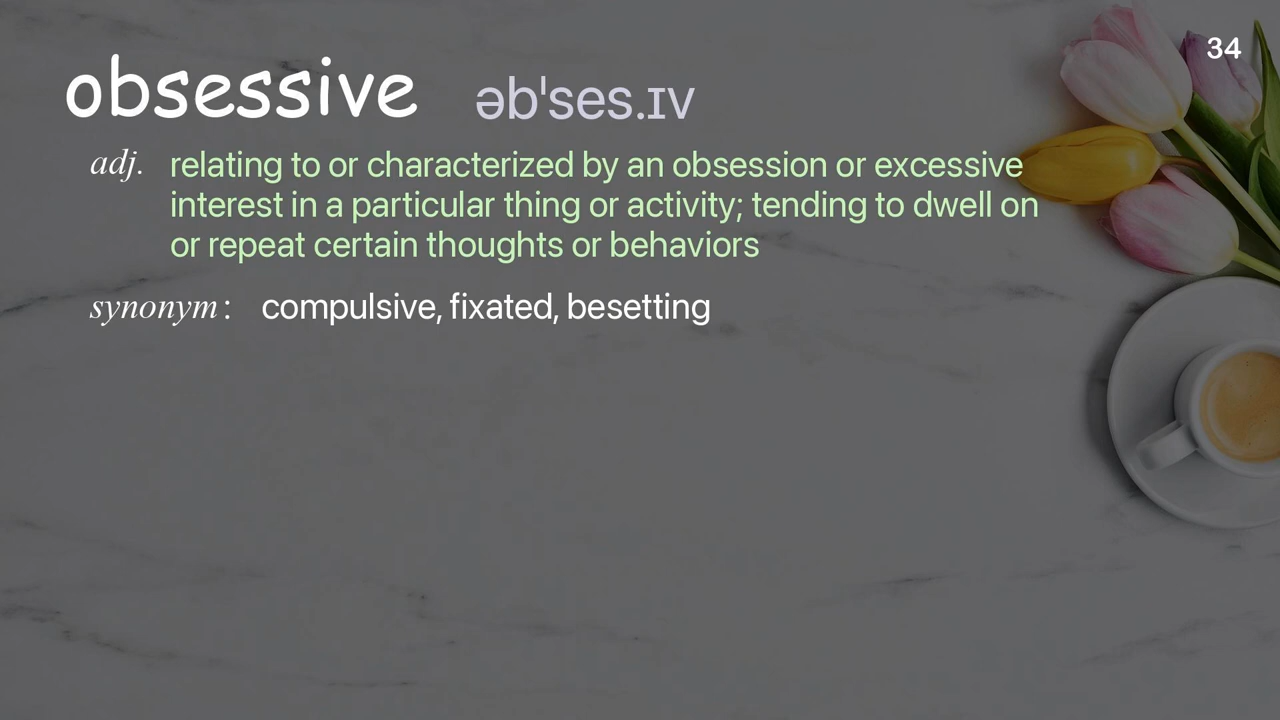 34
obsessive əb'ses.ɪv
adj. relating to or characterized by an obsession or excessive
interest in a particular thing or activity; tending to dwell on
or repeat certain thoughts or behaviors
synonym: compulsive, fixated, besetting